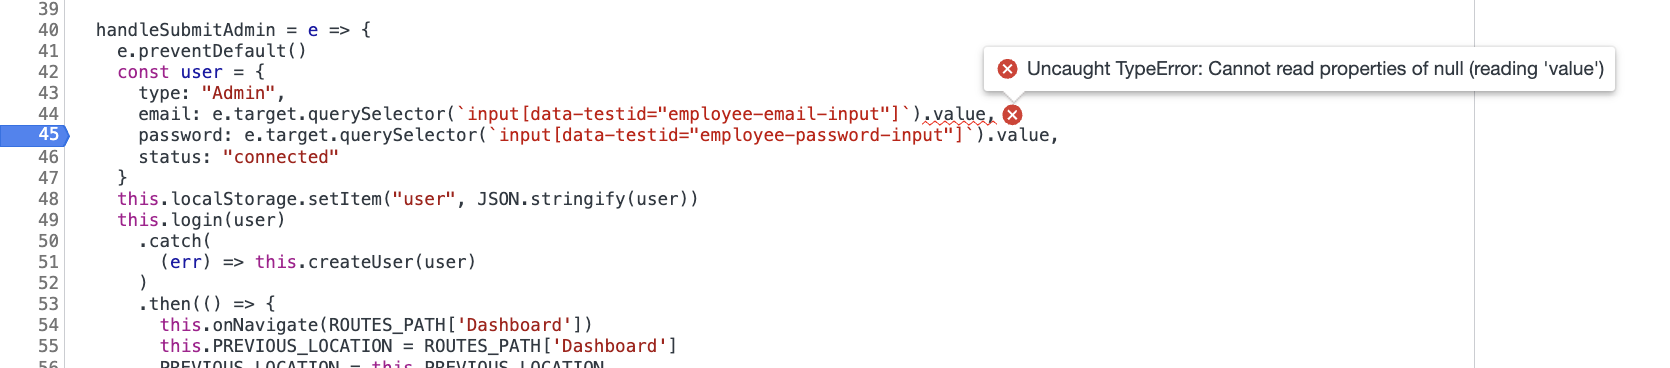 39
40 handleSubmitAdmin = e => {
Uncaught TypeError: Cannot read properties of null (reading 'value')
41 e.preventDefault()
42 const user = {
43 type: "Admin",
44 email: e.target.querySelector(`input[data-testid="employee-email-input"]`).value,
45 password: e.target.querySelector(`input[data-testid="employee-password-input"]`).value,
46 status: "connected"
47 }
48 this.localStorage.setItem("user", JSON.stringify(user))
49 this.login(user)
50 .catch(
51 (err) => this.createUser(user)
52 )
53 .then(() => {
54 this.onNavigate(ROUTES_PATH['Dashboard'])
55 this.PREVIOUS_LOCATION = ROUTES_PATH['Dashboard']
56 PREVIOUS_LOCATION = this.PREVIOUS_LOCATION